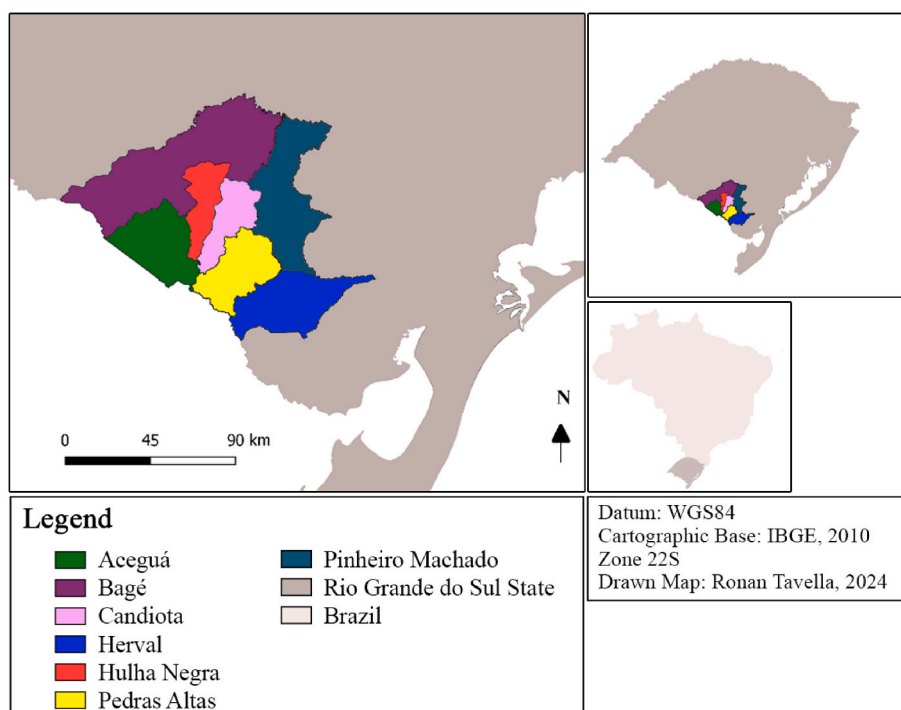 N
0 45 90 km
Legend
Aceguá
Bagé
Candiota
Herval
Hulha Negra
Pedras Altas
Pinheiro Machado
Rio Grande do Sul State
Brazil
Datum: WGS84
Cartographic Base: IBGE, 2010
Zone 22S
Drawn Map: Ronan Tavella, 2024